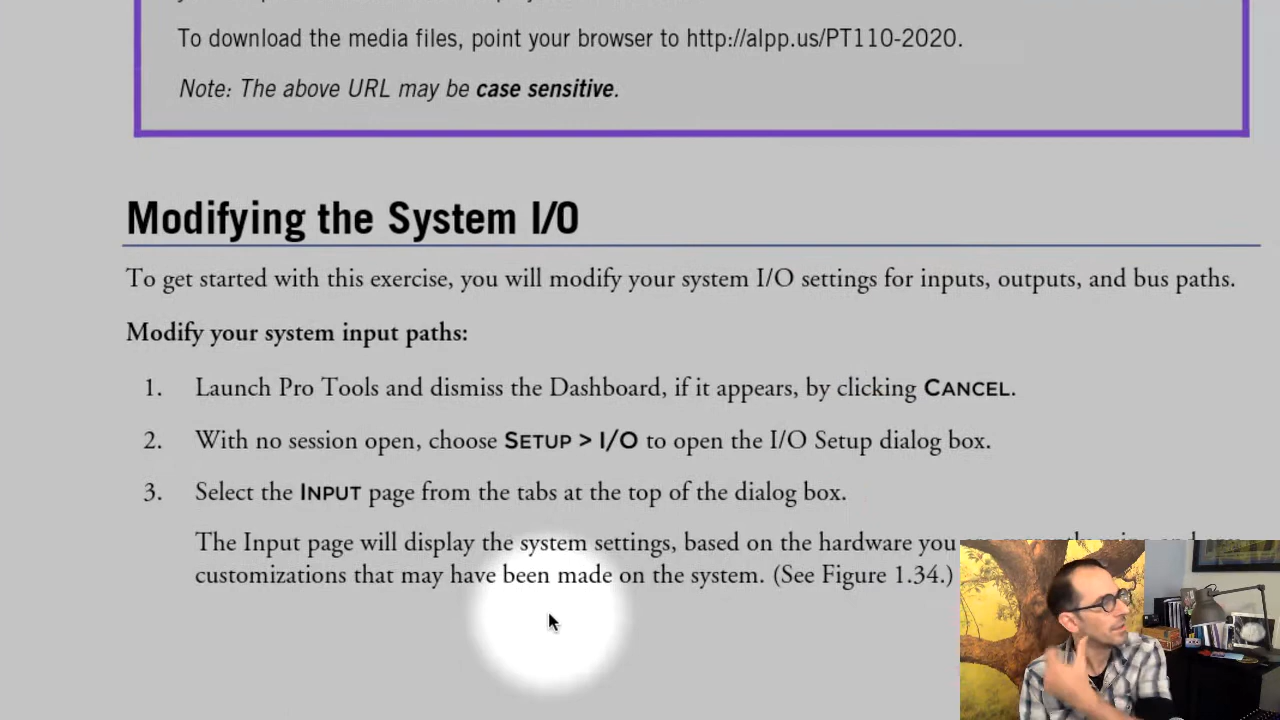 To download the media files, point your browser to http://alpp.us/PT110-2020.
Note: The above URL may be case sensitive.
Modifying the System I/O
To get started with this exercise, you will modify your system I/O settings for inputs, outputs, and bus paths.
Modify your system input paths:
1. Launch Pro Tools and dismiss the Dashboard, if it appears, by clicking CANCEL.
2. With no session open, choose SETUP > I/O to open the I/O Setup dialog box.
3. Select the INPUT page from the tabs at the top of the dialog box.
The Input page will display the system settings, based on the hardware you
customizations that may have been made on the system. (See Figure 1.34.)